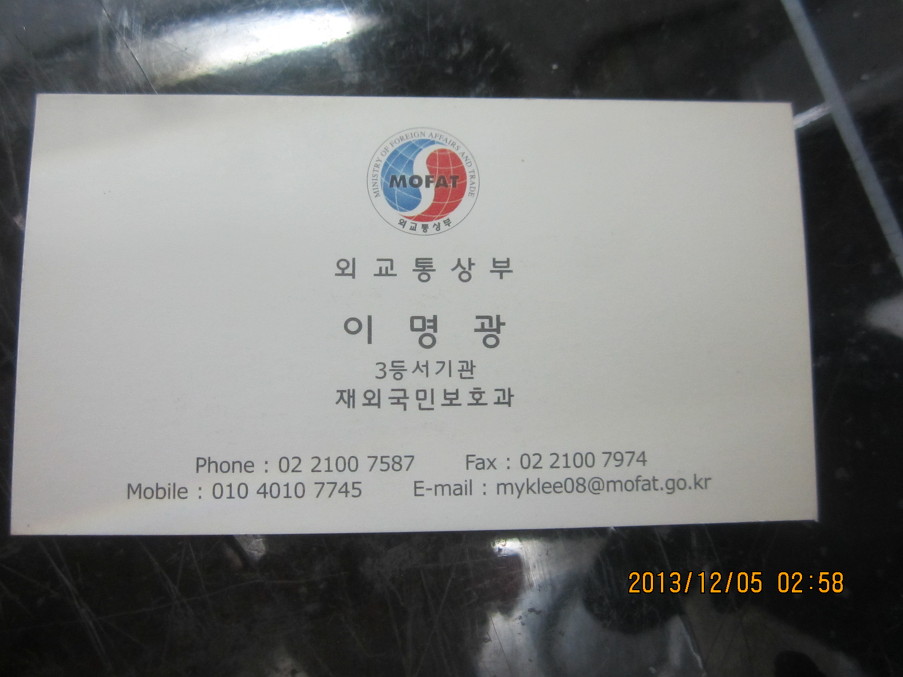 MINISTRY OF FOREIGN AFFAIRS AND TRADE
MOFAT
외교통상부
외교통상부
이명광
3등서기관
재외국민보호과
Phone : 02 2100 7587 Fax : 02 2100 7974
Mobile : 010 4010 7745 E-mail : myklee08@mofat.go.kr
2013/12/05 02:58